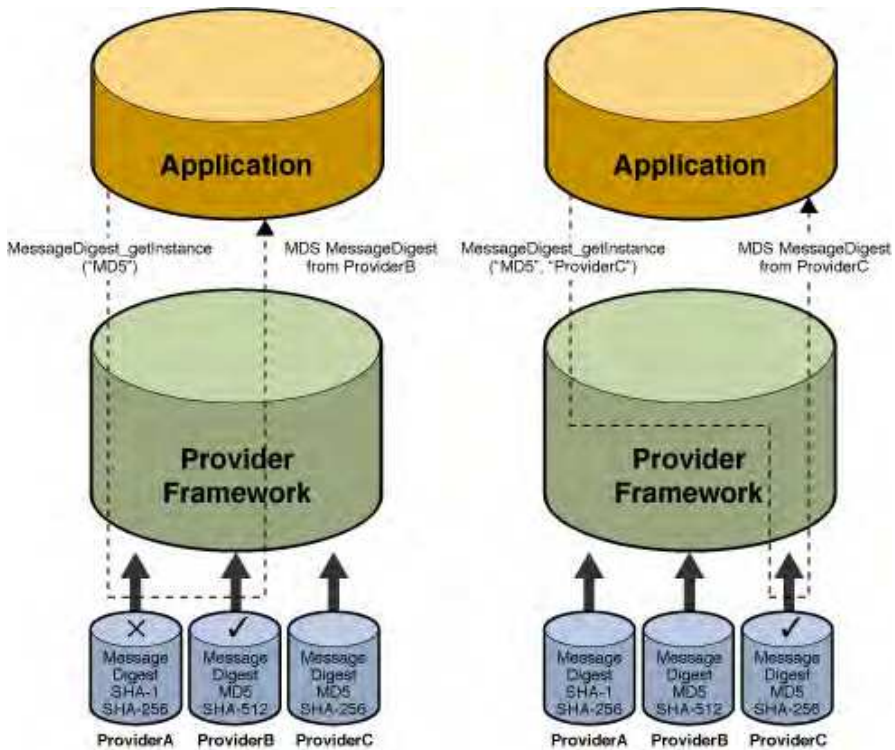 Application
MessageDigest_getInstance
("MD5")
MDS MessageDigest
from ProviderB
Provider
Framework
Message
Digest
SHA-1
SHA-256
ProviderA
Message
Digest
MD5
SHA-512
ProviderB
Message
Digest
MD5
SHA-256
ProviderC
Application
MessageDigest_getInstance
("MD5", "ProviderC")
MDS MessageDigest
from ProviderC
Provider
Framework
Message
Digest
SHA-1
SHA-256
ProviderA
Message
Digest
MD5
SHA-512
ProviderB
Message
Digest
MD5
SHA-256
ProviderC